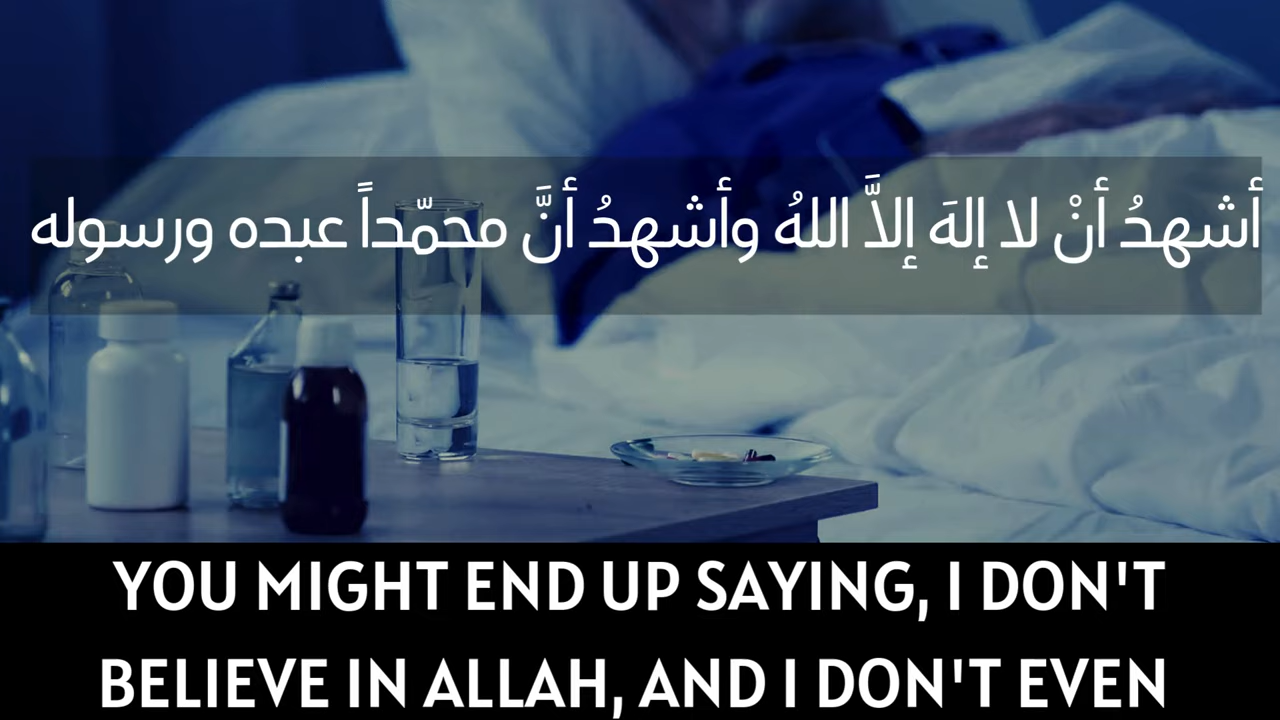 أشهدُ أنْ لا إلهَ إلاَّ اللهُ وأشهدُ أنَّ محمّداً عبده ورسوله
YOU MIGHT END UP SAYING, I DON'T
BELIEVE IN ALLAH, AND I DON'T EVEN